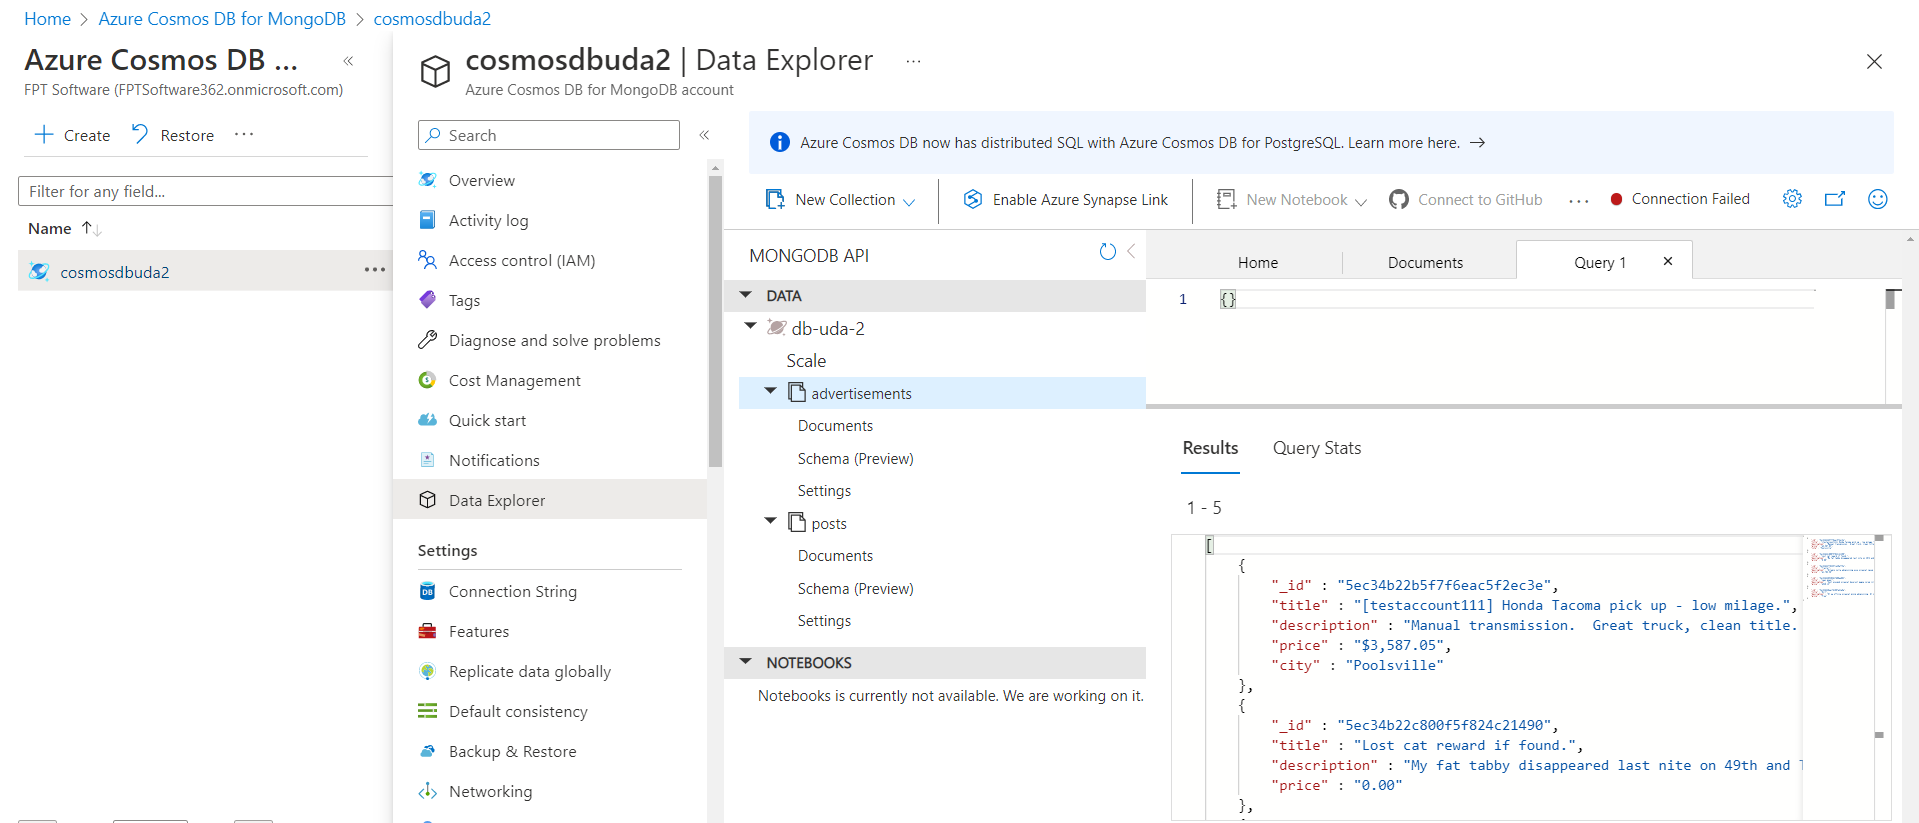 Home > Azure Cosmos DB for MongoDB > cosmosdbuda2
Azure Cosmos DB ... «
FPT Software (FPTSoftware362.onmicrosoft.com)
Create Restore ...
Filter for any field...
Name ↑↓
cosmosdbuda2 ...
cosmosdbuda2 | Data Explorer ...
Azure Cosmos DB for MongoDB account
Search «
Overview
Activity log
Access control (IAM)
Tags
Diagnose and solve problems
Cost Management
Quick start
Notifications
Data Explorer
Settings
Connection String
Features
Replicate data globally
Default consistency
Backup & Restore
Networking
Azure Cosmos DB now has distributed SQL with Azure Cosmos DB for PostgreSQL. Learn more here. →
New Collection Enable Azure Synapse Link New Notebook Connect to GitHub ... Connection Failed
MONGODB API
DATA
db-uda-2
Scale
advertisements
Documents
Schema (Preview)
Settings
posts
Documents
Schema (Preview)
Settings
NOTEBOOKS
Notebooks is currently not available. We are working on it.
Home Documents Query 1 ×
1 {}
Results Query Stats
1 - 5
[
{
"_id" : "5ec34b22b5f7f6eac5f2ec3e",
"title" : "[testaccount111] Honda Tacoma pick up - low milage.",
"description" : "Manual transmission.  Great truck, clean title.
"price" : "$3,587.05",
"city" : "Poolsville"
},
{
"_id" : "5ec34b22c800f5f824c21490",
"title" : "Lost cat reward if found.",
"description" : "My fat tabby disappeared last nite on 49th and
"price" : "0.00"
},